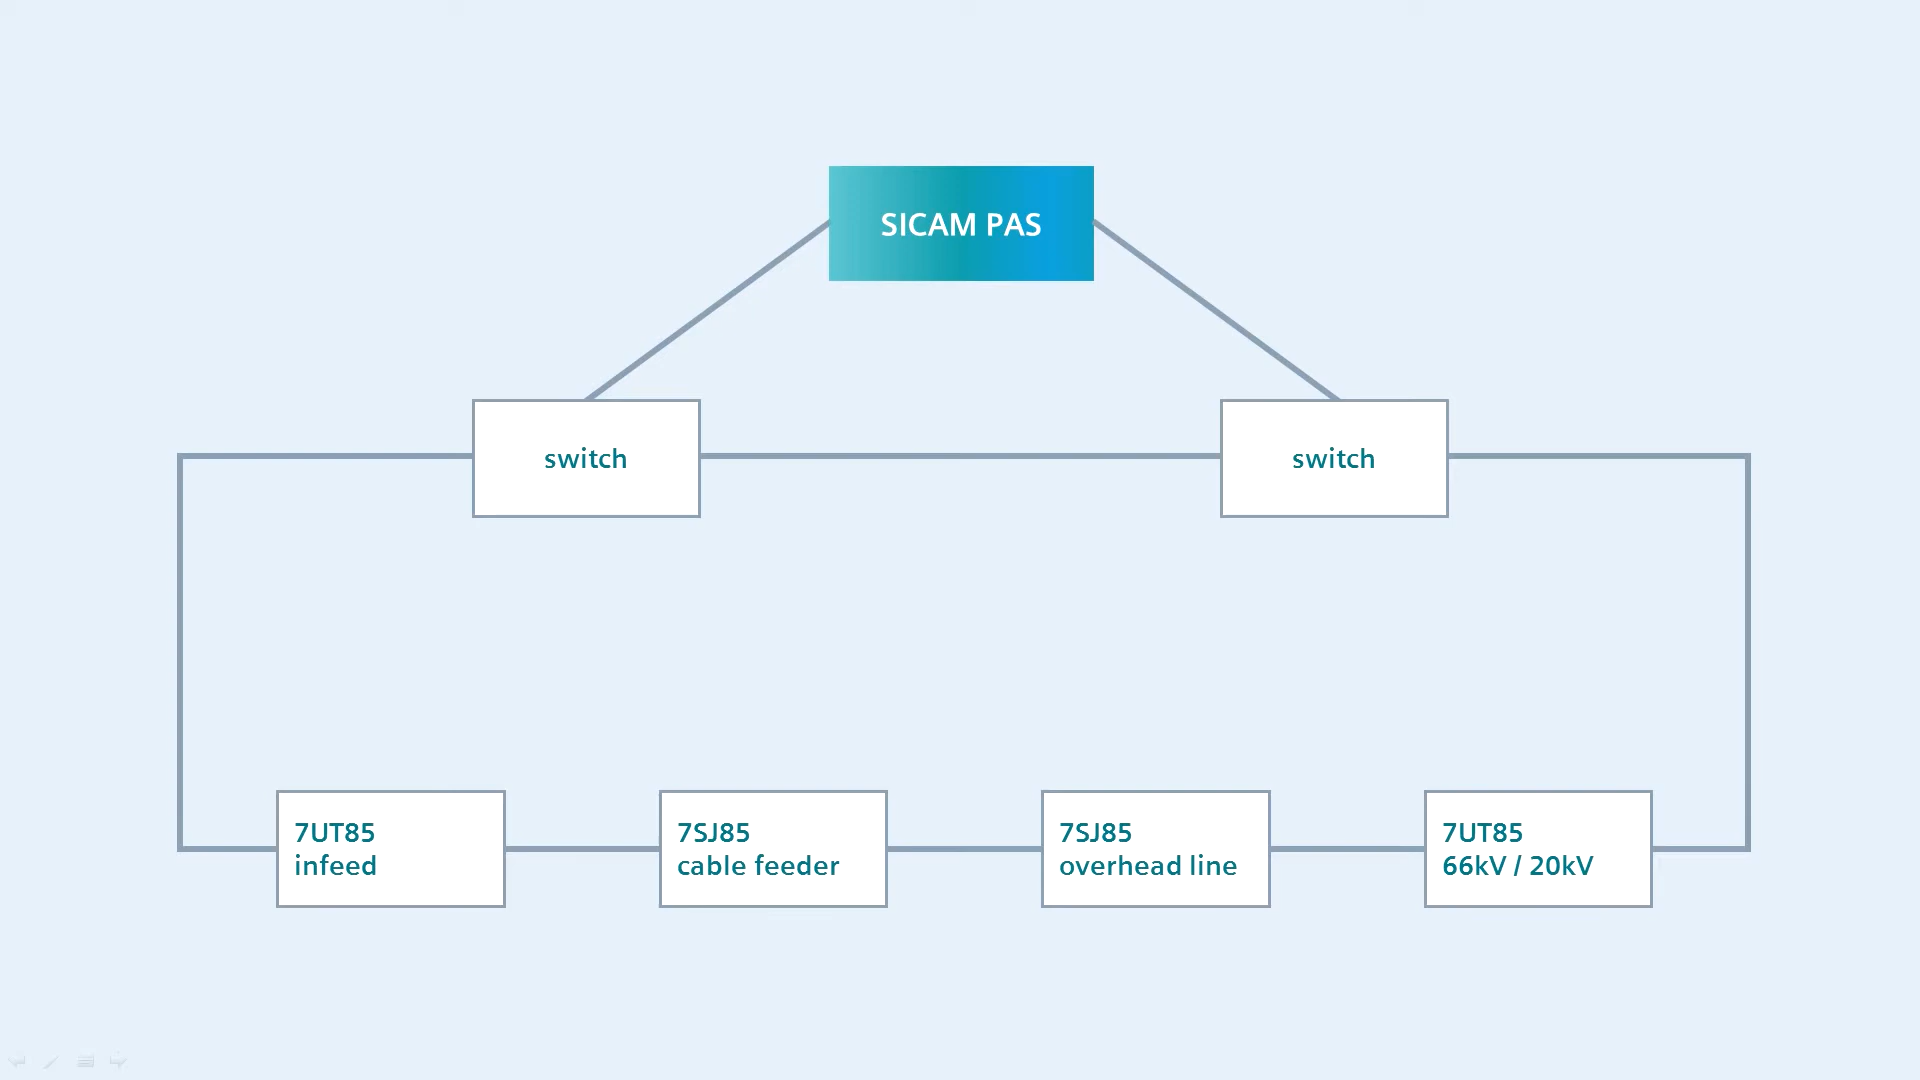 SICAM PAS
switch
switch
7UT85
infeed
7SJ85
cable feeder
7SJ85
overhead line
7UT85
66kV / 20kV